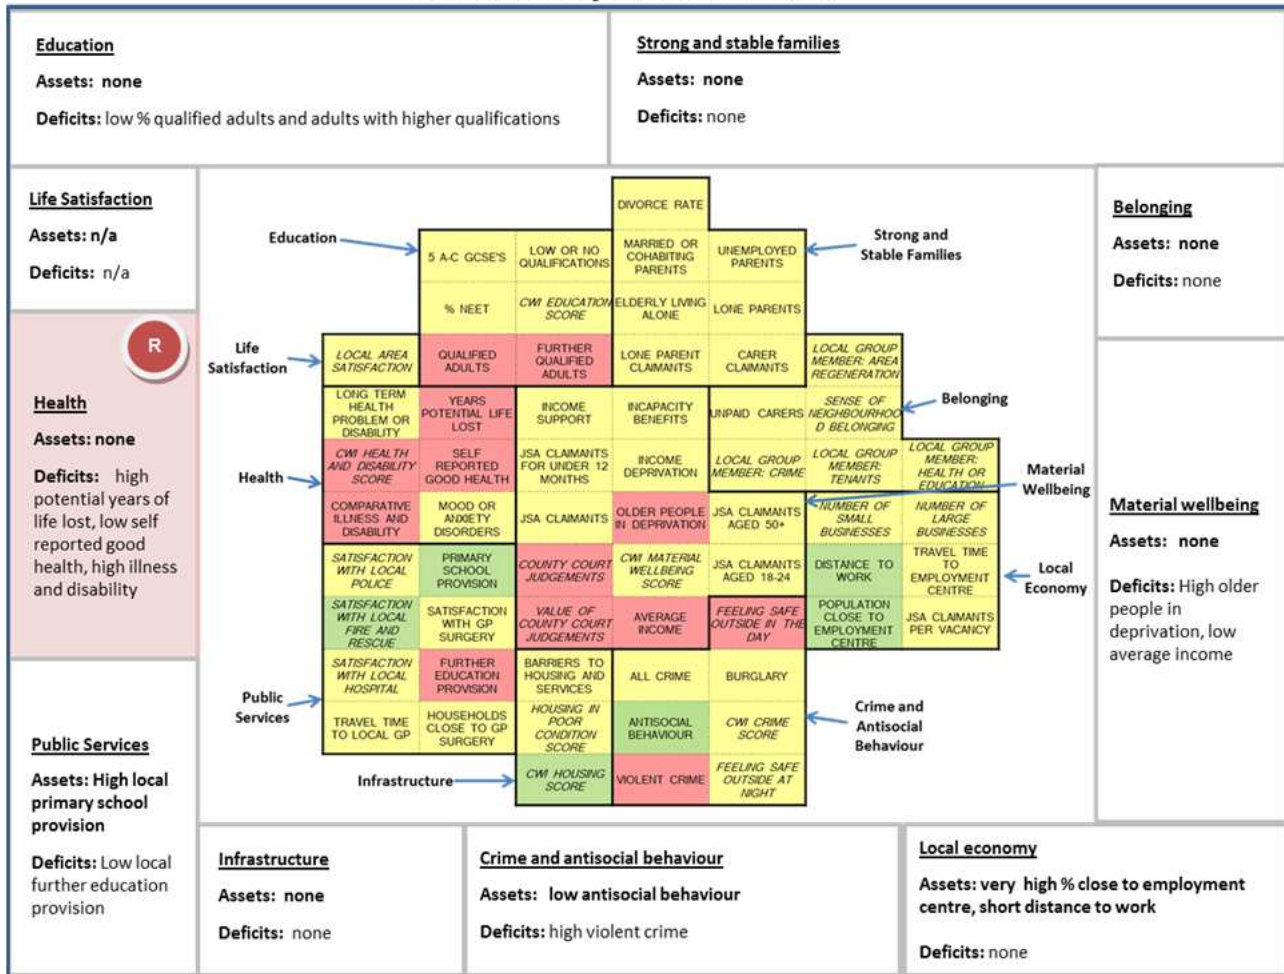 Education
Assets: none
Deficits: low % qualified adults and adults with higher qualifications
Strong and stable families
Assets: none
Deficits: none
Life Satisfaction
Assets: n/a
Deficits: n/a
R
Health
Assets: none
Deficits: high
potential years of
life lost, low self
reported good
health, high illness
and disability
Public Services
Assets: High local
primary school
provision
Deficits: Low local
further education
provision
Education
Strong and
Stable Families
Life
Satisfaction
Belonging
Health
Material
Wellbeing
Local
Economy
Public
Services
Crime and
Antisocial
Behaviour
Infrastructure
DIVORCE RATE
5 A-C GCSE'S
LOW OR NO
QUALIFICATIONS
MARRIED OR
COHABITING
PARENTS
UNEMPLOYED
PARENTS
% NEET
CWI EDUCATION
SCORE
ELDERLY LIVING
ALONE
LONE PARENTS
LOCAL AREA
SATISFACTION
QUALIFIED
ADULTS
FURTHER
QUALIFIED
ADULTS
LONE PARENT
CLAIMANTS
CARER
CLAIMANTS
LOCAL GROUP
MEMBER: AREA
REGENERATION
LONG TERM
HEALTH
PROBLEM OR
DISABILITY
YEARS
POTENTIAL LIFE
LOST
INCOME
SUPPORT
INCAPACITY
BENEFITS
UNPAID CARERS
SENSE OF
NEIGHBOURHOO
D BELONGING
CWI HEALTH
AND DISABILITY
SCORE
SELF
REPORTED
GOOD HEALTH
JSA CLAIMANTS
FOR UNDER 12
MONTHS
INCOME
DEPRIVATION
LOCAL GROUP
MEMBER: CRIME
LOCAL GROUP
MEMBER:
TENANTS
LOCAL GROUP
MEMBER:
HEALTH OR
EDUCATION
COMPARATIVE
ILLNESS AND
DISABILITY
MOOD OR
ANXIETY
DISORDERS
JSA CLAIMANTS
OLDER PEOPLE
IN DEPRIVATION
JSA CLAIMANTS
AGED 50+
NUMBER OF
SMALL
BUSINESSES
NUMBER OF
LARGE
BUSINESSES
SATISFACTION
WITH LOCAL
POLICE
PRIMARY
SCHOOL
PROVISION
COUNTY COURT
JUDGEMENTS
CWI MATERIAL
WELLBEING
SCORE
JSA CLAIMANTS
AGED 18-24
DISTANCE TO
WORK
TRAVEL TIME
TO
EMPLOYMENT
CENTRE
SATISFACTION
WITH LOCAL
FIRE AND
RESCUE
SATISFACTION
WITH GP
SURGERY
VALUE OF
COUNTY COURT
JUDGEMENTS
AVERAGE
INCOME
FEELING SAFE
OUTSIDE IN THE
DAY
POPULATION
CLOSE TO
EMPLOYMENT
CENTRE
JSA CLAIMANTS
PER VACANCY
SATISFACTION
WITH LOCAL
HOSPITAL
FURTHER
EDUCATION
PROVISION
BARRIERS TO
HOUSING AND
SERVICES
ALL CRIME
BURGLARY
TRAVEL TIME
TO LOCAL GP
HOUSEHOLDS
CLOSE TO GP
SURGERY
HOUSING IN
POOR
CONDITION
SCORE
ANTISOCIAL
BEHAVIOUR
CWI CRIME
SCORE
CWI HOUSING
SCORE
VIOLENT CRIME
FEELING SAFE
OUTSIDE AT
NIGHT
Belonging
Assets: none
Deficits: none
Material wellbeing
Assets: none
Deficits: High older
people in
deprivation, low
average income
Infrastructure
Assets: none
Deficits: none
Crime and antisocial behaviour
Assets: low antisocial behaviour
Deficits: high violent crime
Local economy
Assets: very high % close to employment
centre, short distance to work
Deficits: none